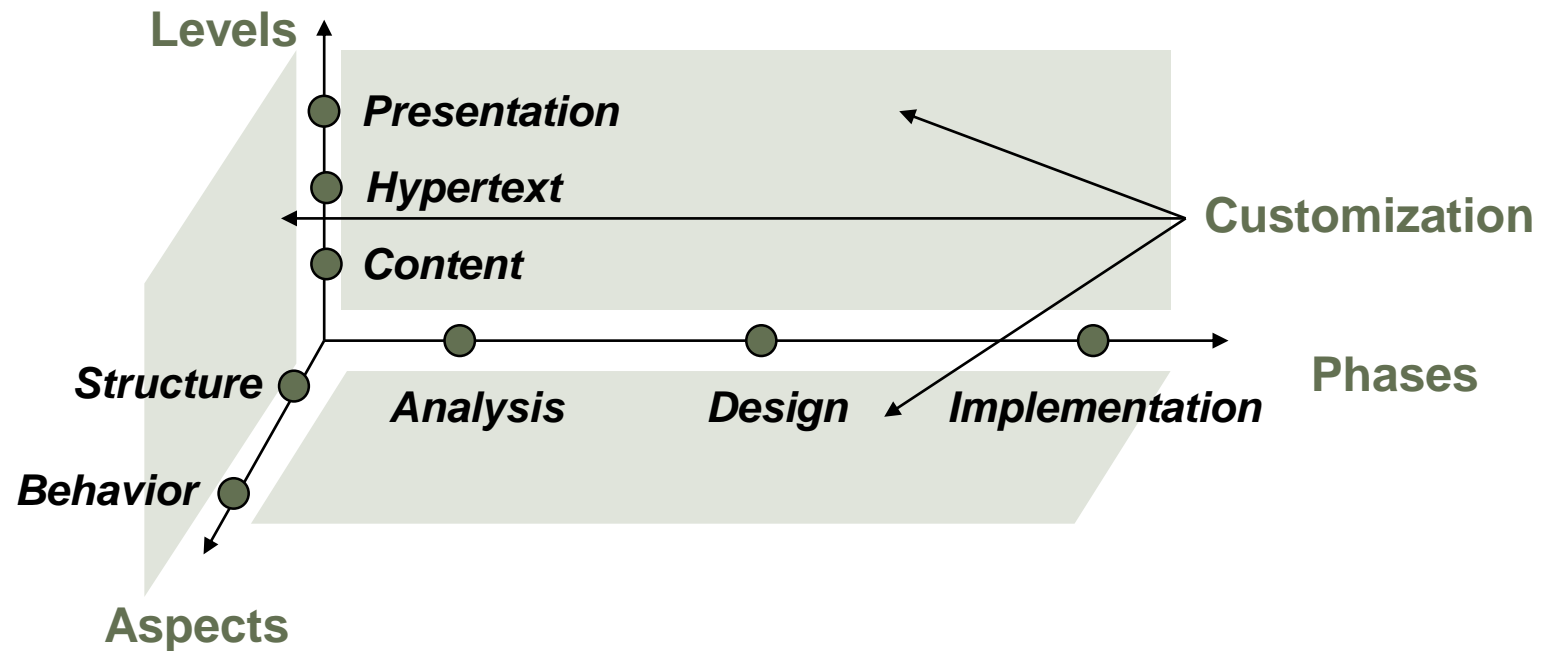 Levels
Presentation
Hypertext
Customization
Content
Phases
Structure
Analysis
Design
Implementation
Behavior
Aspects